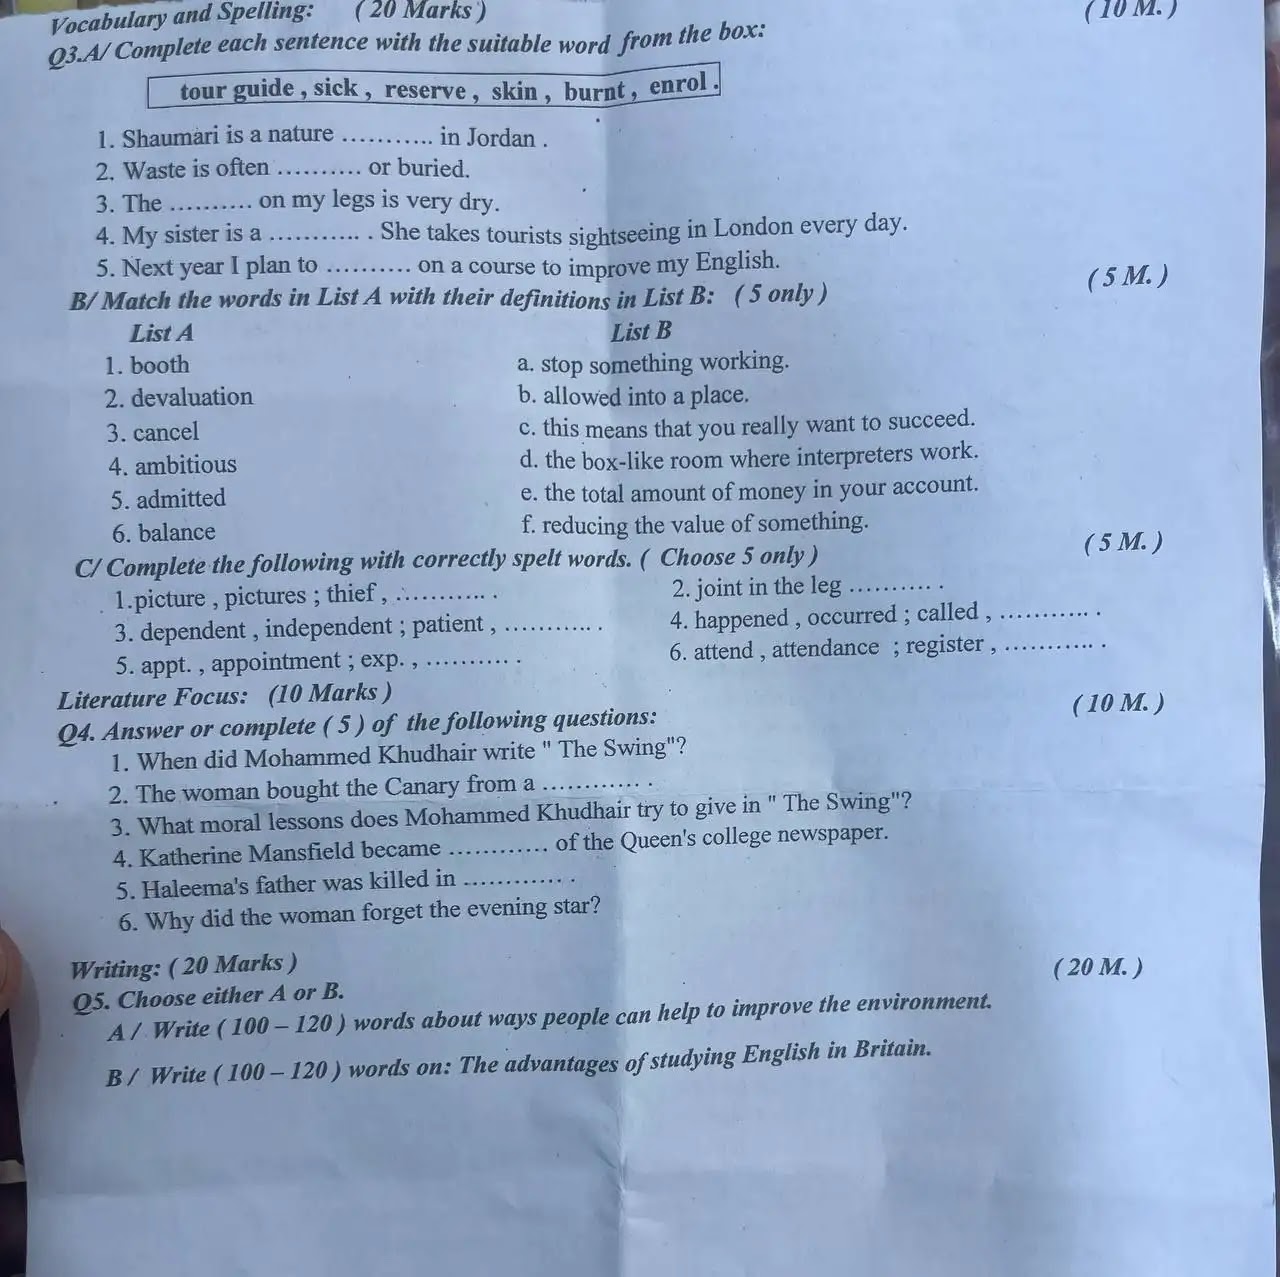 Vocabulary and Spelling: ( 20 Marks )
( 10 M. )
Q3.A/ Complete each sentence with the suitable word from the box:
tour guide , sick , reserve , skin , burnt , enrol .
1. Shaumari is a nature ........... in Jordan .
2. Waste is often .......... or buried.
3. The .......... on my legs is very dry.
4. My sister is a ........... . She takes tourists sightseeing in London every day.
5. Next year I plan to .......... on a course to improve my English.
B/ Match the words in List A with their definitions in List B: ( 5 only ) ( 5 M. )
List A List B
1. booth a. stop something working.
2. devaluation b. allowed into a place.
3. cancel c. this means that you really want to succeed.
4. ambitious d. the box-like room where interpreters work.
5. admitted e. the total amount of money in your account.
6. balance f. reducing the value of something.
C/ Complete the following with correctly spelt words. ( Choose 5 only ) ( 5 M. )
1.picture , pictures ; thief , ........... . 2. joint in the leg .......... .
3. dependent , independent ; patient , ........... . 4. happened , occurred ; called , ........... .
5. appt. , appointment ; exp. , .......... . 6. attend , attendance ; register , ........... .
Literature Focus: (10 Marks )
Q4. Answer or complete ( 5 ) of the following questions: ( 10 M. )
1. When did Mohammed Khudhair write " The Swing"?
2. The woman bought the Canary from a ............ .
3. What moral lessons does Mohammed Khudhair try to give in " The Swing"?
4. Katherine Mansfield became ............ of the Queen's college newspaper.
5. Haleema's father was killed in ............ .
6. Why did the woman forget the evening star?
Writing: ( 20 Marks ) ( 20 M. )
Q5. Choose either A or B.
A / Write ( 100 – 120 ) words about ways people can help to improve the environment.
B / Write ( 100 – 120 ) words on: The advantages of studying English in Britain.